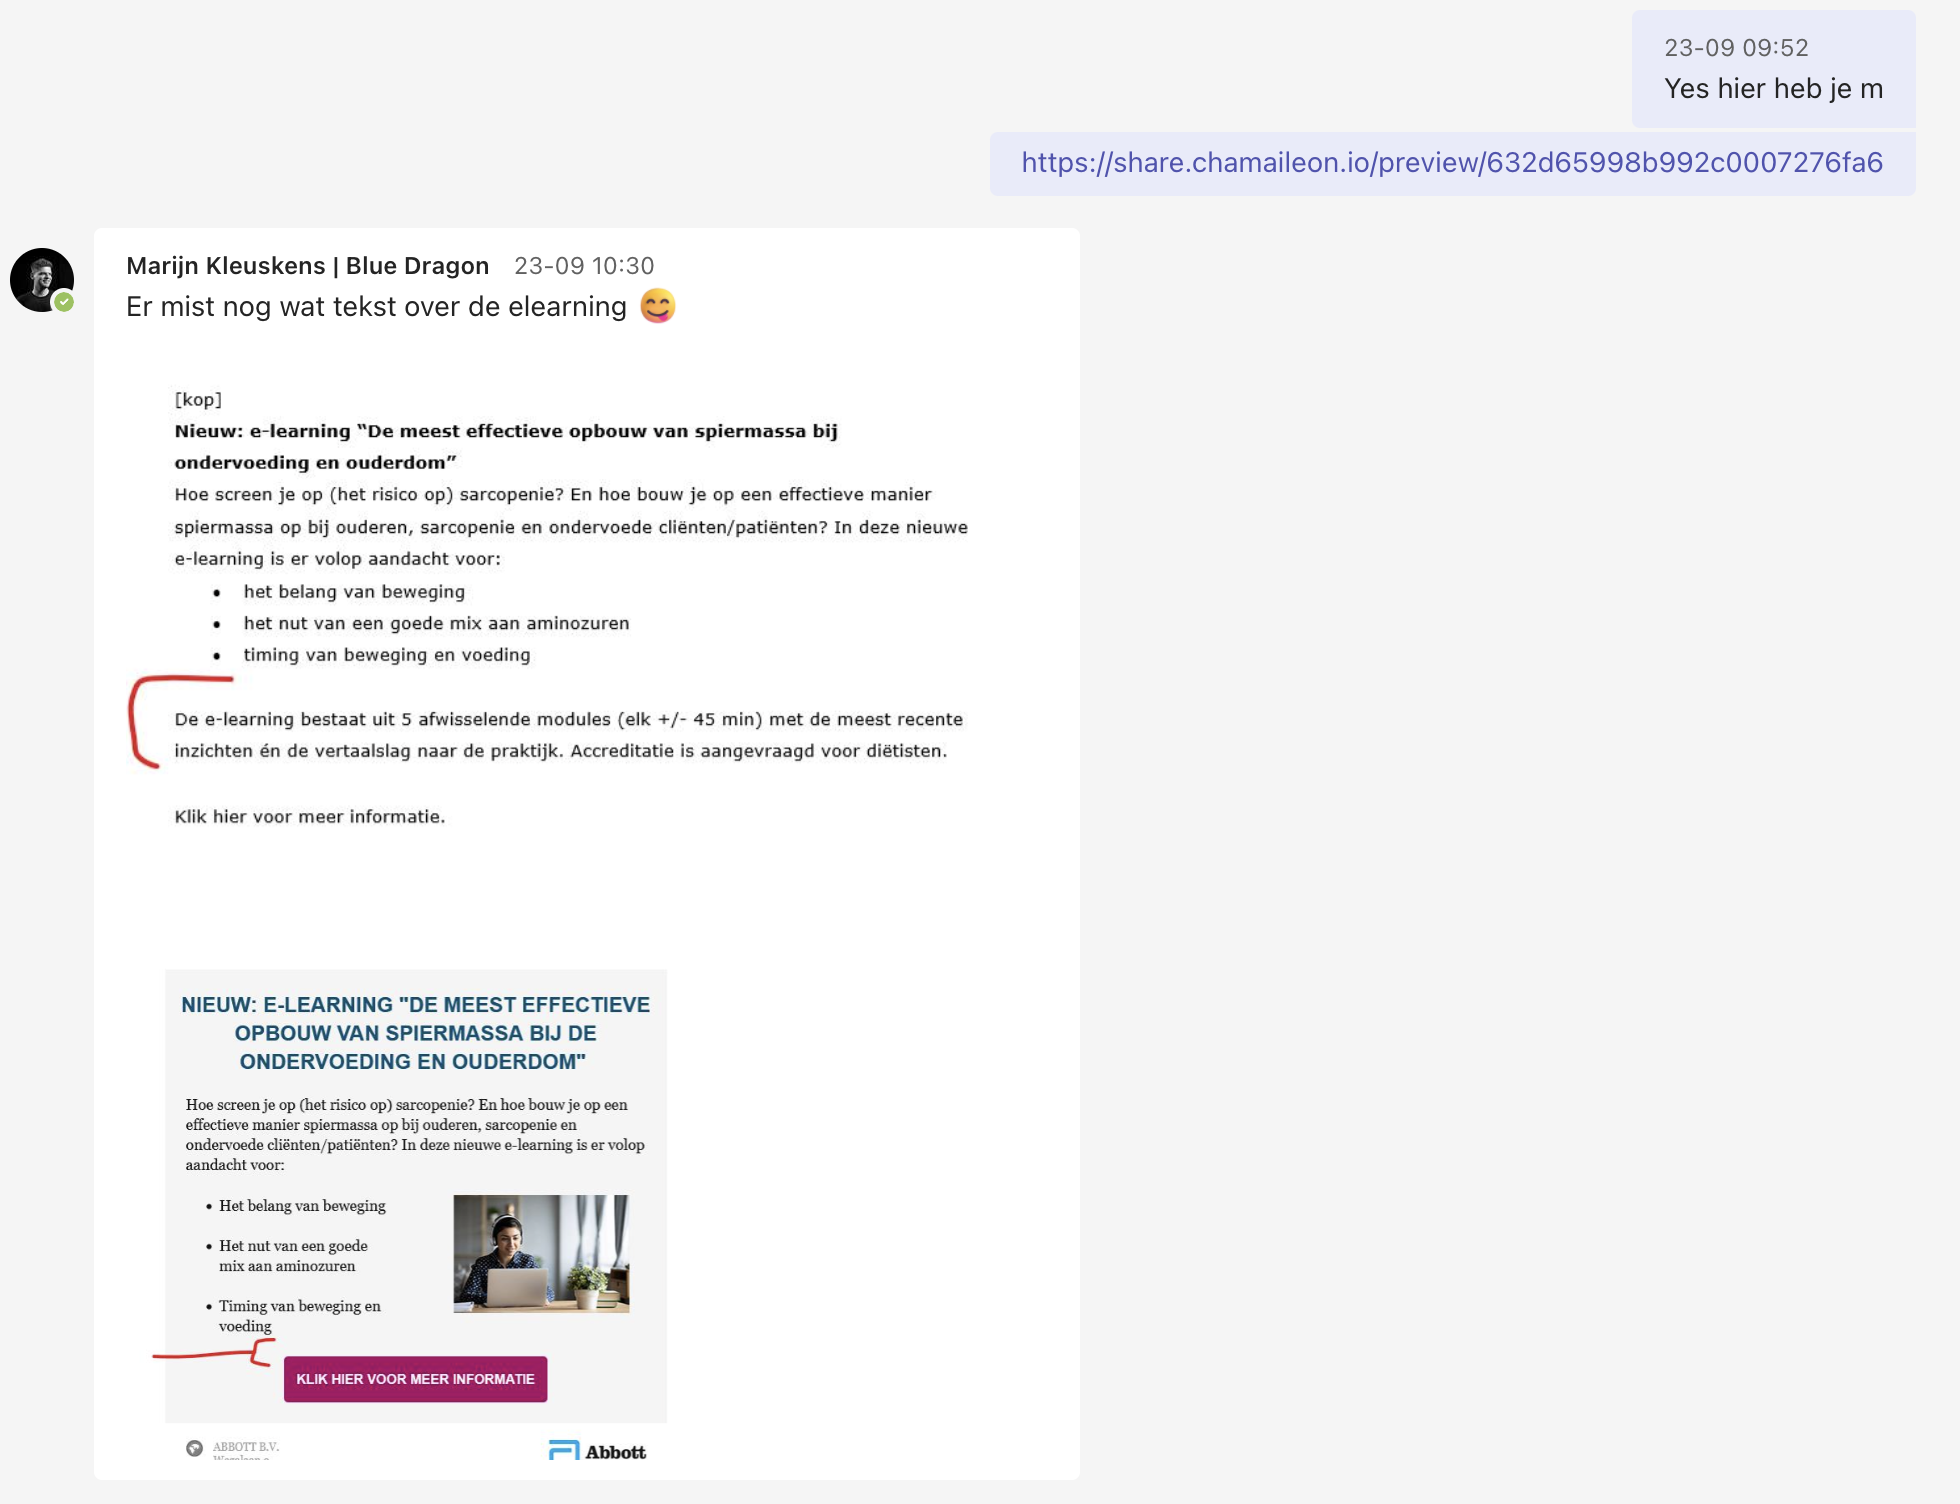 23-09 09:52
Yes hier heb je m
https://share.chamaileon.io/preview/632d65998b992c0007276fa6
Marijn Kleuskens | Blue Dragon 23-09 10:30
Er mist nog wat tekst over de elearning 😋
[kop]
Nieuw: e-learning “De meest effectieve opbouw van spiermassa bij
ondervoeding en ouderdom”
Hoe screen je op (het risico op) sarcopenie? En hoe bouw je op een effectieve manier
spiermassa op bij ouderen, sarcopenie en ondervoede cliënten/patiënten? In deze nieuwe
e-learning is er volop aandacht voor:
• het belang van beweging
• het nut van een goede mix aan aminozuren
• timing van beweging en voeding
De e-learning bestaat uit 5 afwisselende modules (elk +/- 45 min) met de meest recente
inzichten én de vertaalslag naar de praktijk. Accreditatie is aangevraagd voor diëtisten.
Klik hier voor meer informatie.
NIEUW: E-LEARNING "DE MEEST EFFECTIEVE
OPBOUW VAN SPIERMASSA BIJ DE
ONDERVOEDING EN OUDERDOM"
Hoe screen je op (het risico op) sarcopenie? En hoe bouw je op een
effectieve manier spiermassa op bij ouderen, sarcopenie en
ondervoede cliënten/patiënten? In deze nieuwe e-learning is er volop
aandacht voor:
• Het belang van beweging
• Het nut van een goede
mix aan aminozuren
• Timing van beweging en
voeding
KLIK HIER VOOR MEER INFORMATIE
ABBOTT B.V.
Abbott